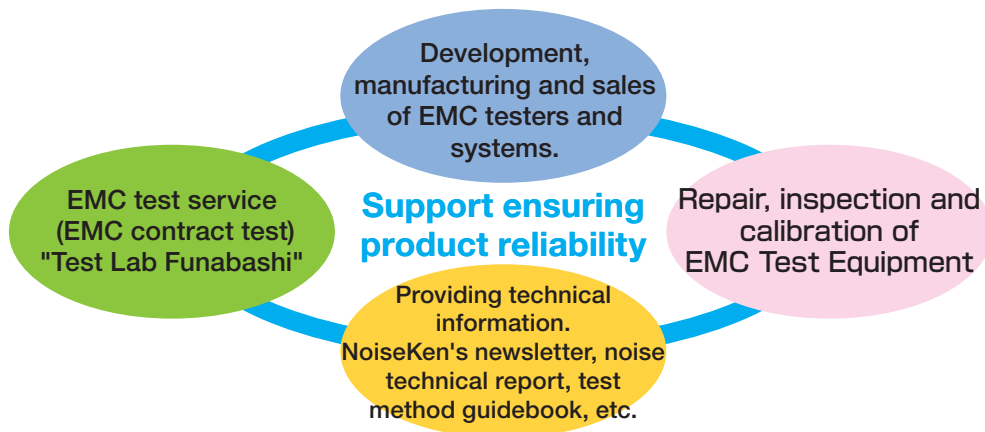 Development,
manufacturing and sales
of EMC testers and
systems.
EMC test service
(EMC contract test)
"Test Lab Funabashi"
Support ensuring
product reliability
Repair, inspection and
calibration of
EMC Test Equipment
Providing technical
information.
NoiseKen's newsletter, noise
technical report, test
method guidebook, etc.